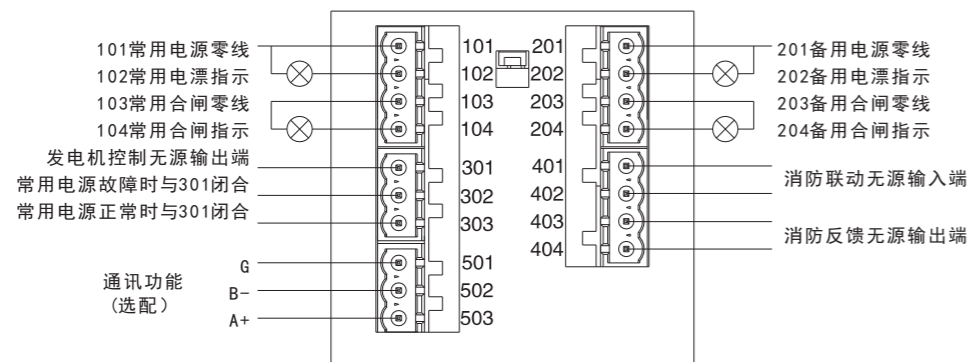 101常用电源零线
102常用电漂指示
103常用合闸零线
104常用合闸指示
发电机控制无源输出端
常用电源故障时与301闭合
常用电源正常时与301闭合
通讯功能
(选配)
G
B-
A+
101
102
103
104
301
302
303
501
502
503
201
202
203
204
401
402
403
404
201备用电源零线
202备用电漂指示
203备用合闸零线
204备用合闸指示
消防联动无源输入端
消防反馈无源输出端